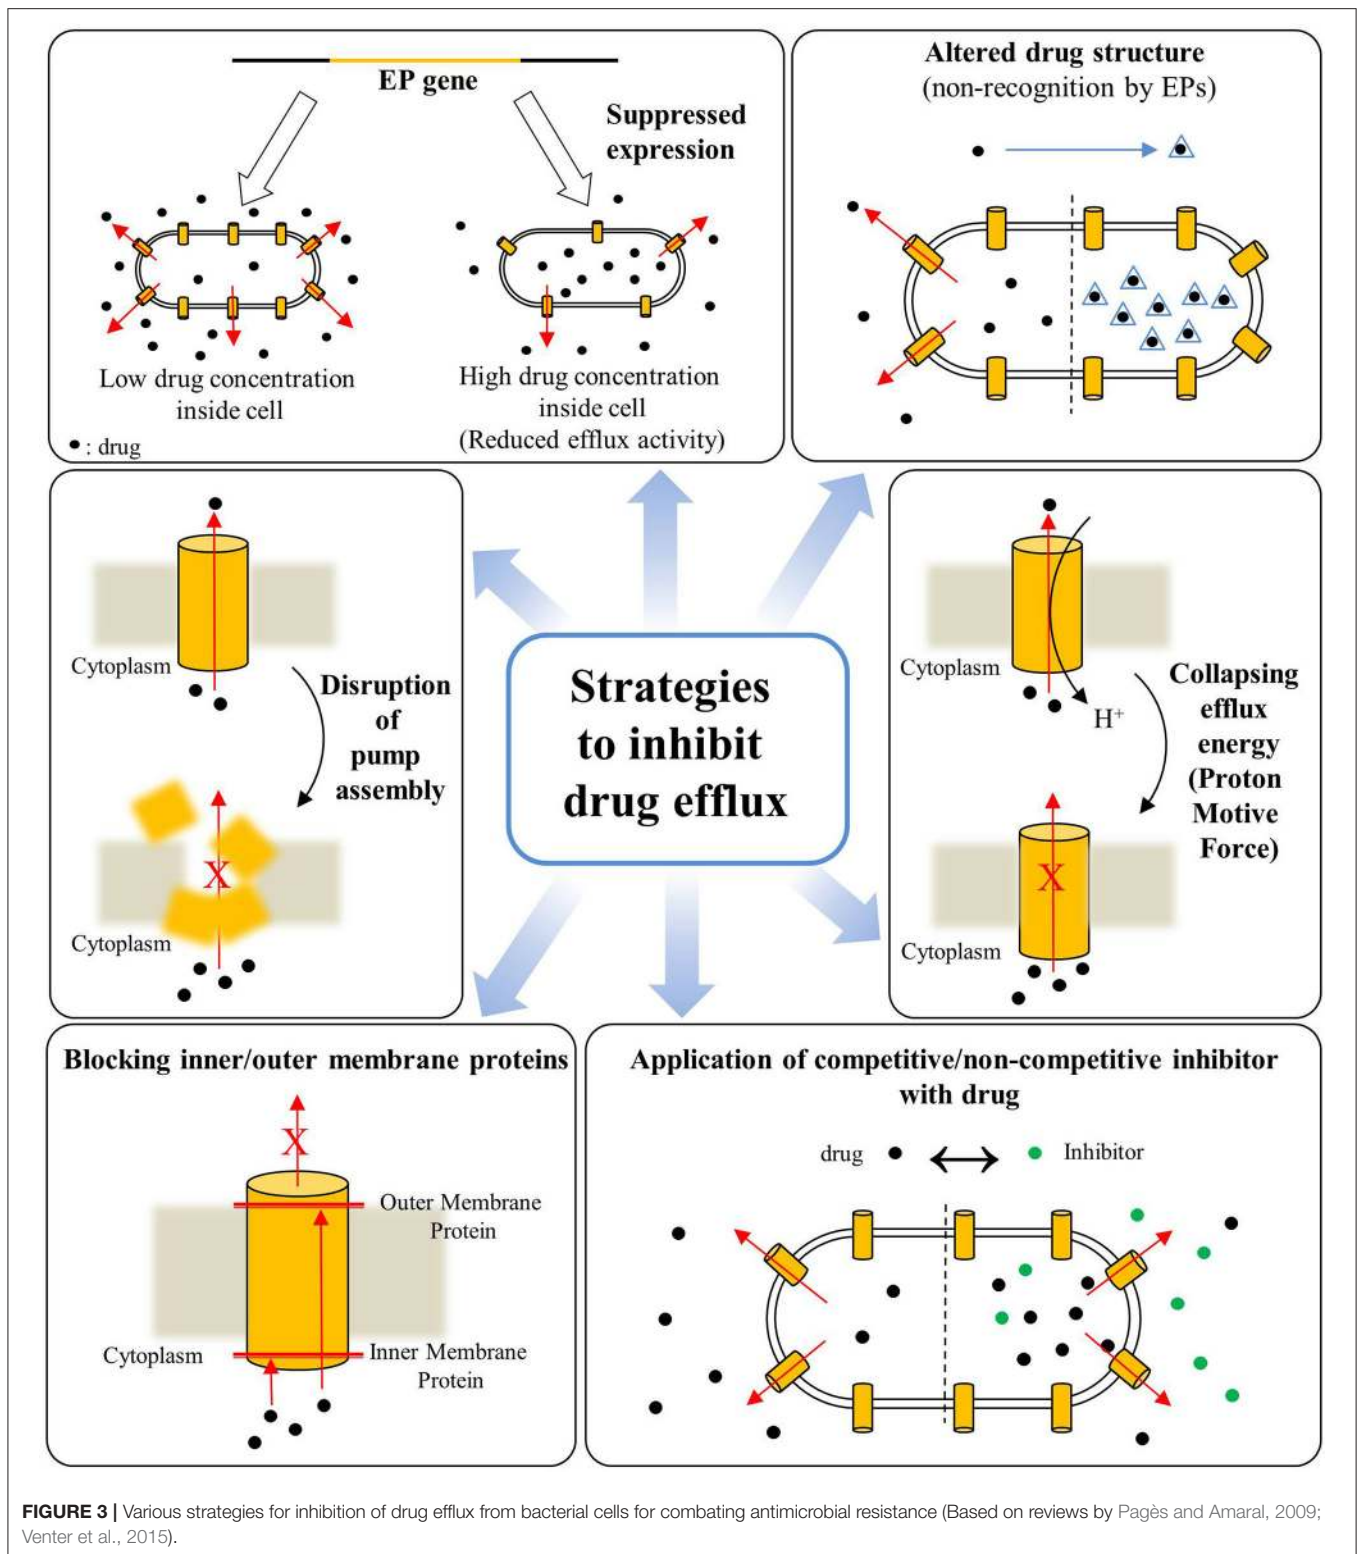 EP gene
Suppressed
expression
Low drug concentration
inside cell
High drug concentration
inside cell
(Reduced efflux activity)
: drug
Altered drug structure
(non-recognition by EPs)
Cytoplasm
Disruption
of
pump
assembly
X
Cytoplasm
Strategies
to inhibit
drug efflux
Cytoplasm
H⁺
Collapsing
efflux
energy
(Proton
Motive
Force)
X
Cytoplasm
Blocking inner/outer membrane proteins
X
Outer Membrane
Protein
Cytoplasm
Inner Membrane
Protein
Application of competitive/non-competitive inhibitor
with drug
drug
Inhibitor
FIGURE 3 | Various strategies for inhibition of drug efflux from bacterial cells for combating antimicrobial resistance (Based on reviews by Pagès and Amaral, 2009;
Venter et al., 2015).